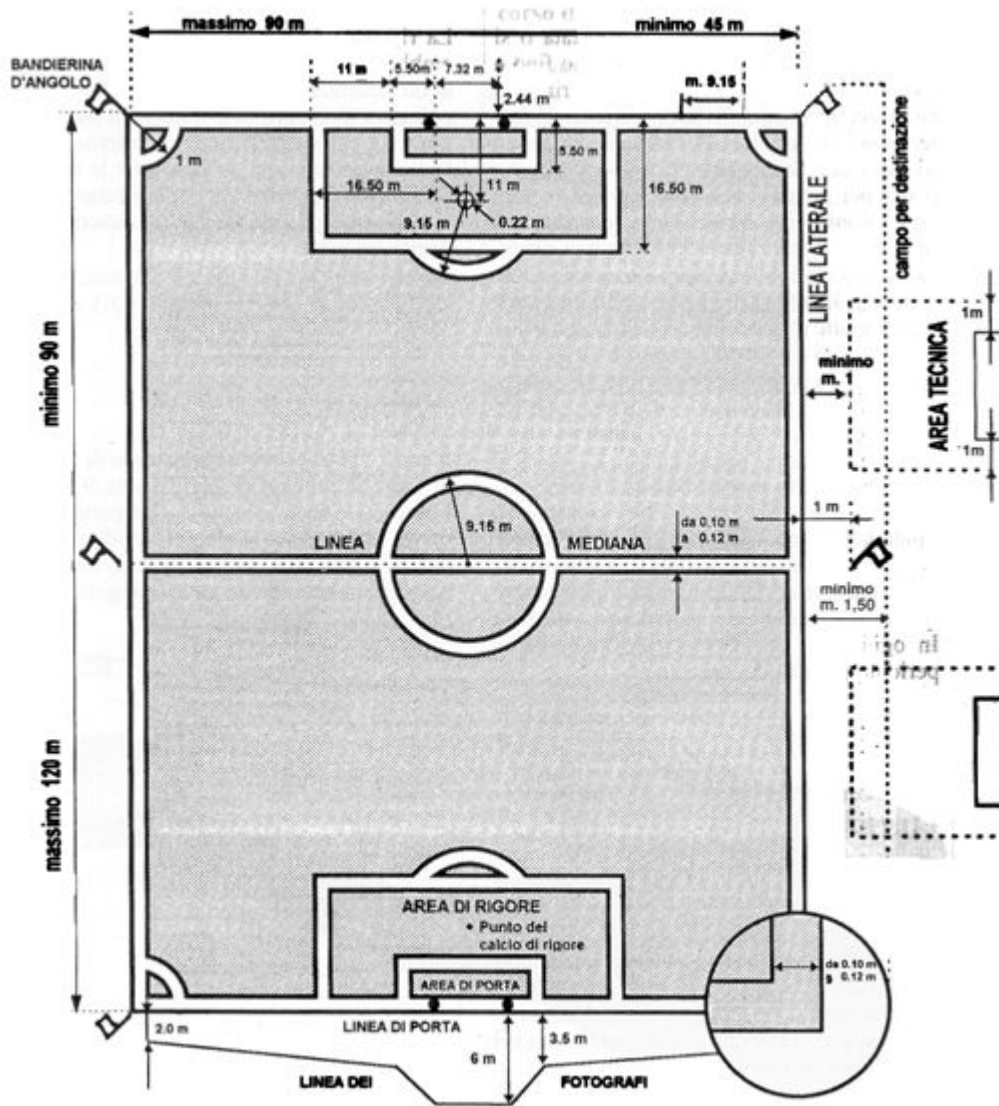 massimo 90 m
minimo 45 m
BANDIERINA
D'ANGOLO
11 m
5.50m
7.32 m
m. 9.15
2.44 m
1 m
5.50 m
16.50 m
11 m
16.50 m
9.15 m
0.22 m
LINEA LATERALE
campo per destinazione
minimo 90 m
1m
minimo
m. 1
AREA TECNICA
1m
9.15 m
da 0.10 m
a 0.12 m
1 m
LINEA
MEDIANA
minimo
m. 1,50
In ogni
massimo 120 m
AREA DI RIGORE
Punto del
calcio di rigore
AREA DI PORTA
da 0.10 m
a 0.12 m
2.0 m
LINEA DI PORTA
3.5 m
6 m
LINEA DEI
FOTOGRAFI